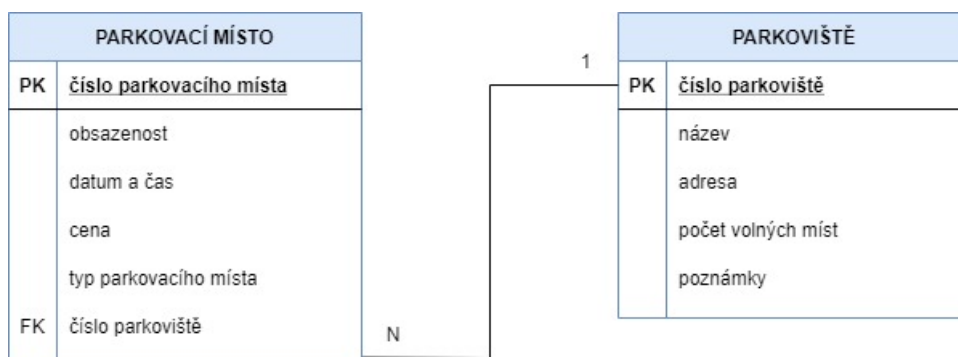 PARKOVACÍ MÍSTO
PK číslo parkovacího místa
obsazenost
datum a čas
cena
typ parkovacího místa
FK číslo parkoviště
N
1
PARKOVIŠTĚ
PK číslo parkoviště
název
adresa
počet volných míst
poznámky